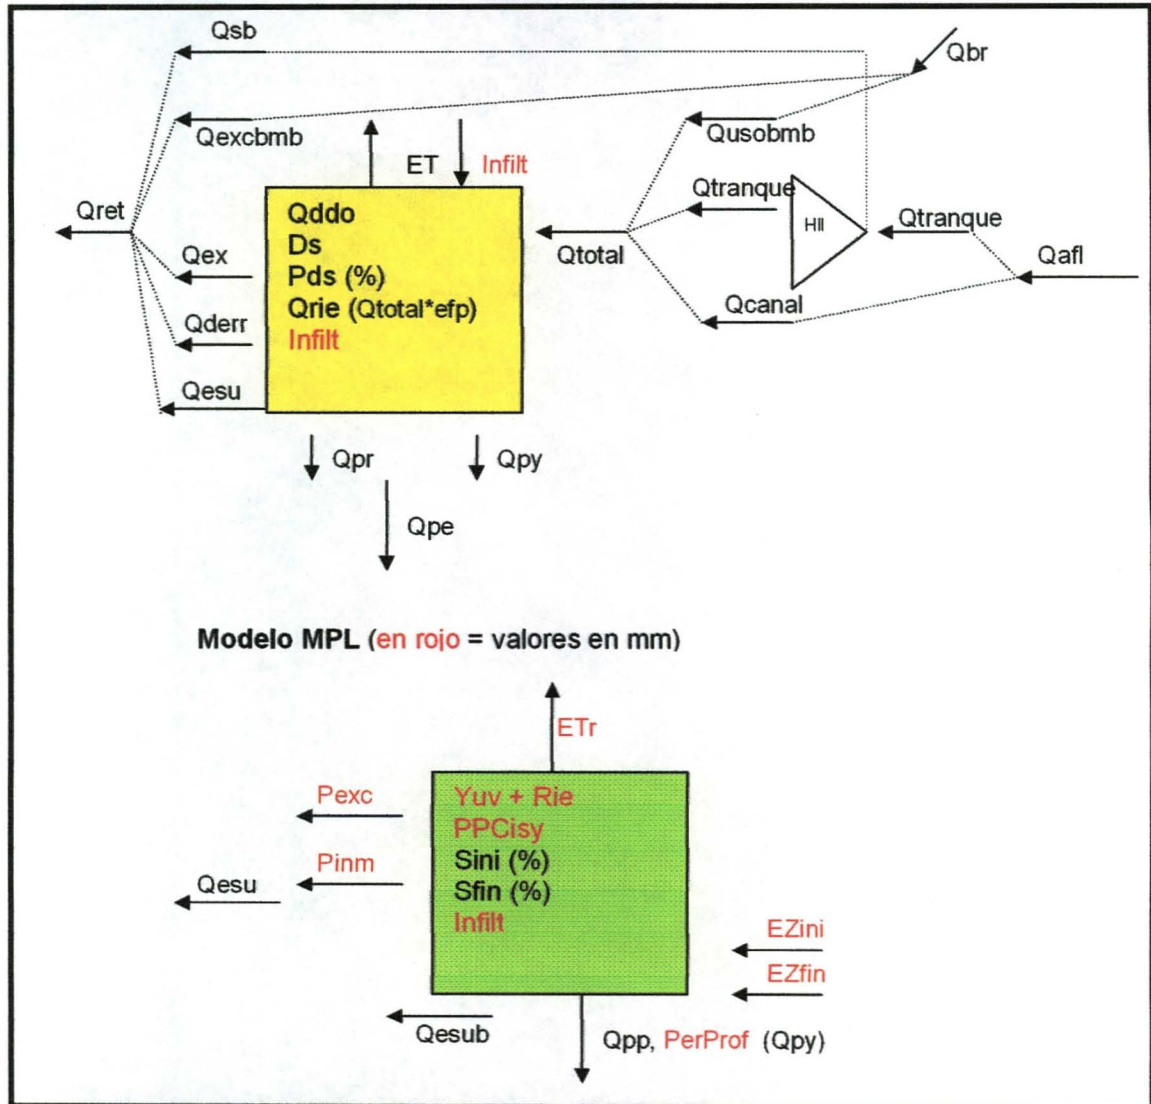 Qsb
Qbr
Qexcbmb
Qusobmb
ET
Infilt
Qtranque
Qret
Qddo
Ds
Pds (%)
Qrie (Qtotal*efp)
Infilt
Qtotal
HII
Qtranque
Qex
Qafl
Qcanal
Qderr
Qesu
Qpr
Qpy
Qpe
Modelo MPL (en rojo = valores en mm)
ETr
Pexc
Yuv + Rie
PPCisy
Sini (%)
Sfin (%)
Infilt
Pinm
Qesu
EZini
EZfin
Qesub
Qpp, PerProf (Qpy)